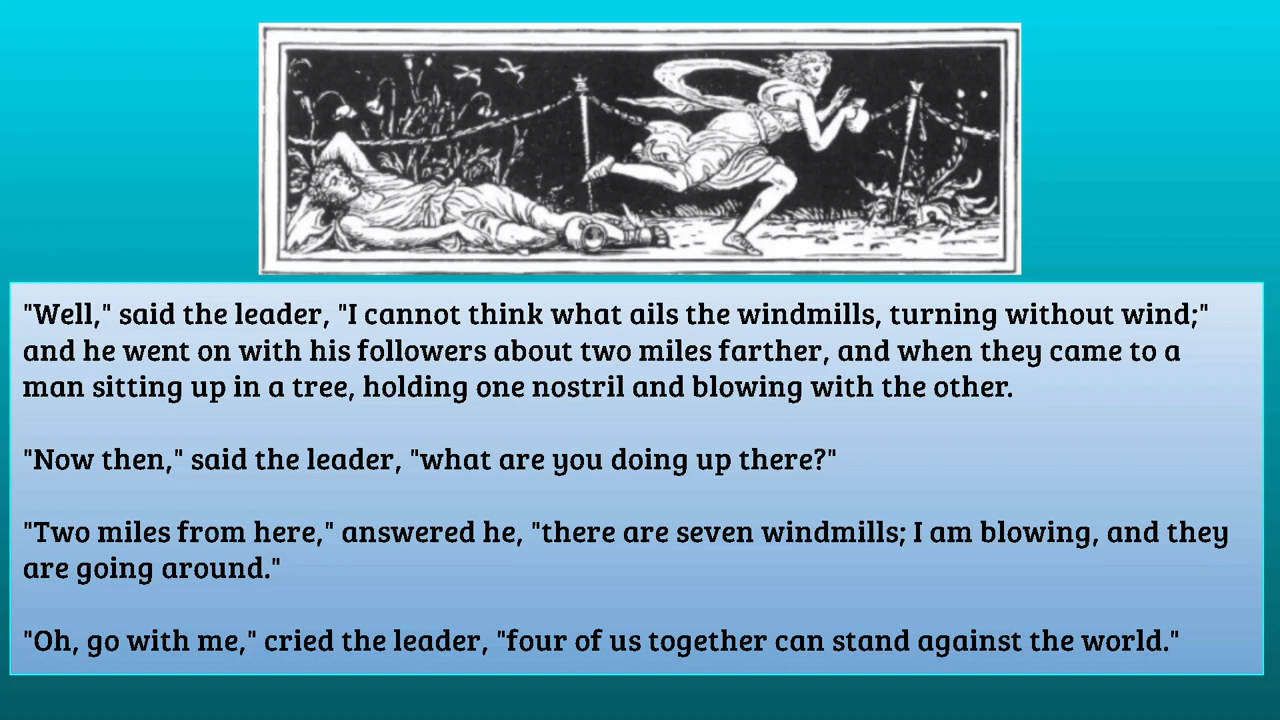 "Well," said the leader, "I cannot think what ails the windmills, turning without wind;"
and he went on with his followers about two miles farther, and when they came to a
man sitting up in a tree, holding one nostril and blowing with the other.
"Now then," said the leader, "what are you doing up there?"
"Two miles from here," answered he, "there are seven windmills; I am blowing, and they
are going around."
"Oh, go with me," cried the leader, "four of us together can stand against the world."